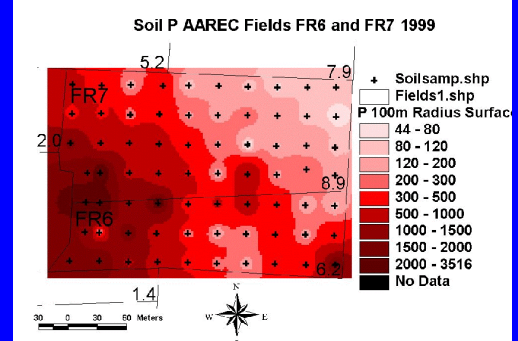 Soil P AAREC Fields FR6 and FR7 1999
5.2
7.9
FR7
2.0
8.9
FR6
6.2
1.4
Soilsamp.shp
Fields1.shp
P 100m Radius Surfac
44 - 80
80 - 120
120 - 200
200 - 300
300 - 500
500 - 1000
1000 - 1500
1500 - 2000
2000 - 3516
No Data
30 0 30 60 Meters
N
W E